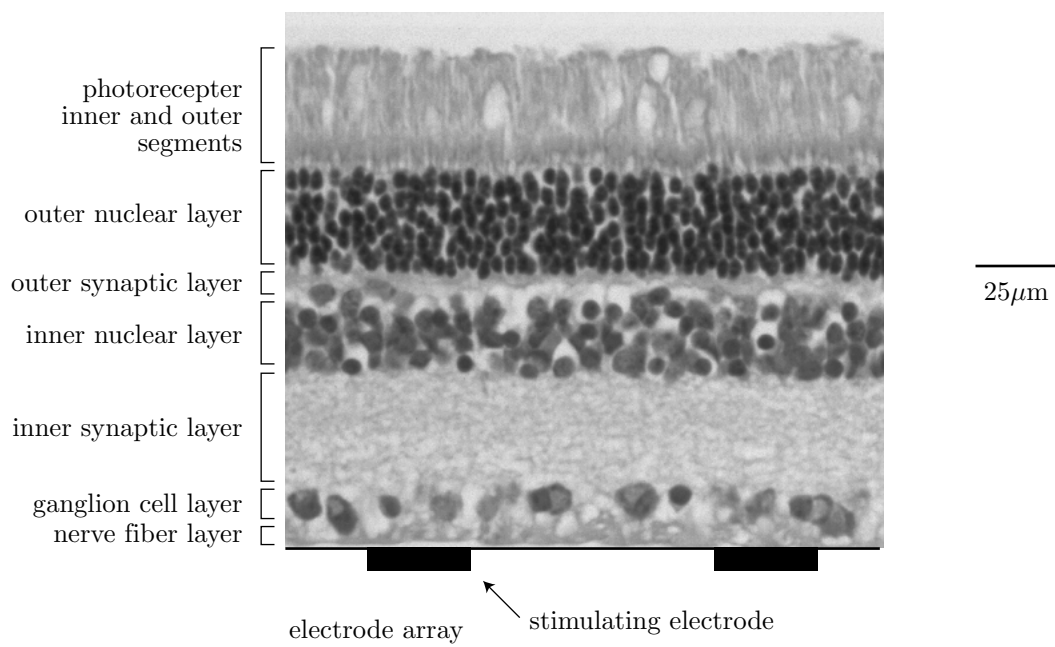 photorecepter
inner and outer
segments
outer nuclear layer
outer synaptic layer
25μm
inner nuclear layer
inner synaptic layer
ganglion cell layer
nerve fiber layer
stimulating electrode
electrode array